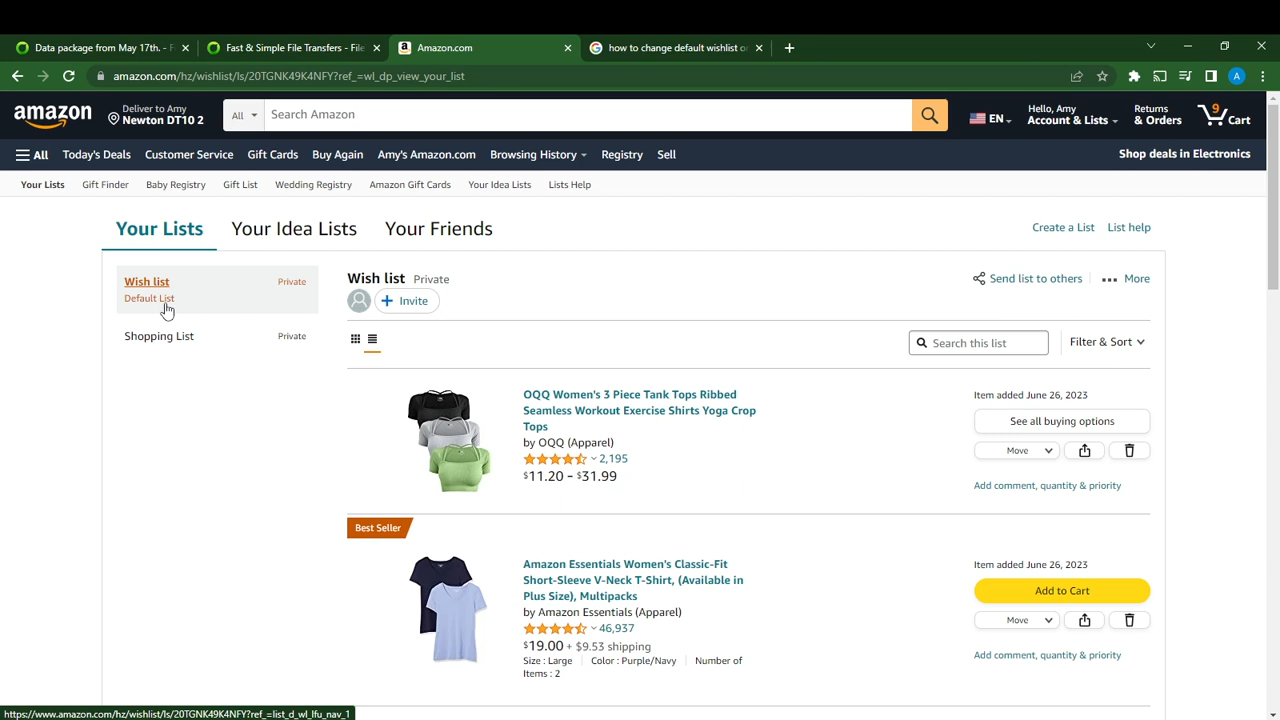 Data package from May 17th. - F
Fast & Simple File Transfers - File
Amazon.com
how to change default wishlist o
amazon.com/hz/wishlist/ls/20TGNK49K4NFY?ref_=wl_dp_view_your_list
A
amazon
Deliver to Amy
Newton DT10 2
All
Search Amazon
EN
Hello, Amy
Account & Lists
Returns
& Orders
9
Cart
All
Today's Deals
Customer Service
Gift Cards
Buy Again
Amy's Amazon.com
Browsing History
Registry
Sell
Shop deals in Electronics
Your Lists
Gift Finder
Baby Registry
Gift List
Wedding Registry
Amazon Gift Cards
Your Idea Lists
Lists Help
Your Lists
Your Idea Lists
Your Friends
Create a List
List help
Wish list
Private
Default List
Shopping List
Private
Wish list Private
Invite
Send list to others
More
Search this list
Filter & Sort
OQQ Women's 3 Piece Tank Tops Ribbed
Seamless Workout Exercise Shirts Yoga Crop
Tops
by OQQ (Apparel)
2,195
$11.20 - $31.99
Item added June 26, 2023
See all buying options
Move
Add comment, quantity & priority
Best Seller
Amazon Essentials Women's Classic-Fit
Short-Sleeve V-Neck T-Shirt, (Available in
Plus Size), Multipacks
by Amazon Essentials (Apparel)
46,937
$19.00 + $9.53 shipping
Size : Large
Color : Purple/Navy
Number of
Items : 2
Item added June 26, 2023
Add to Cart
Move
Add comment, quantity & priority
https://www.amazon.com/hz/wishlist/ls/20TGNK49K4NFY?ref_=list_d_wl_lfu_nav_1